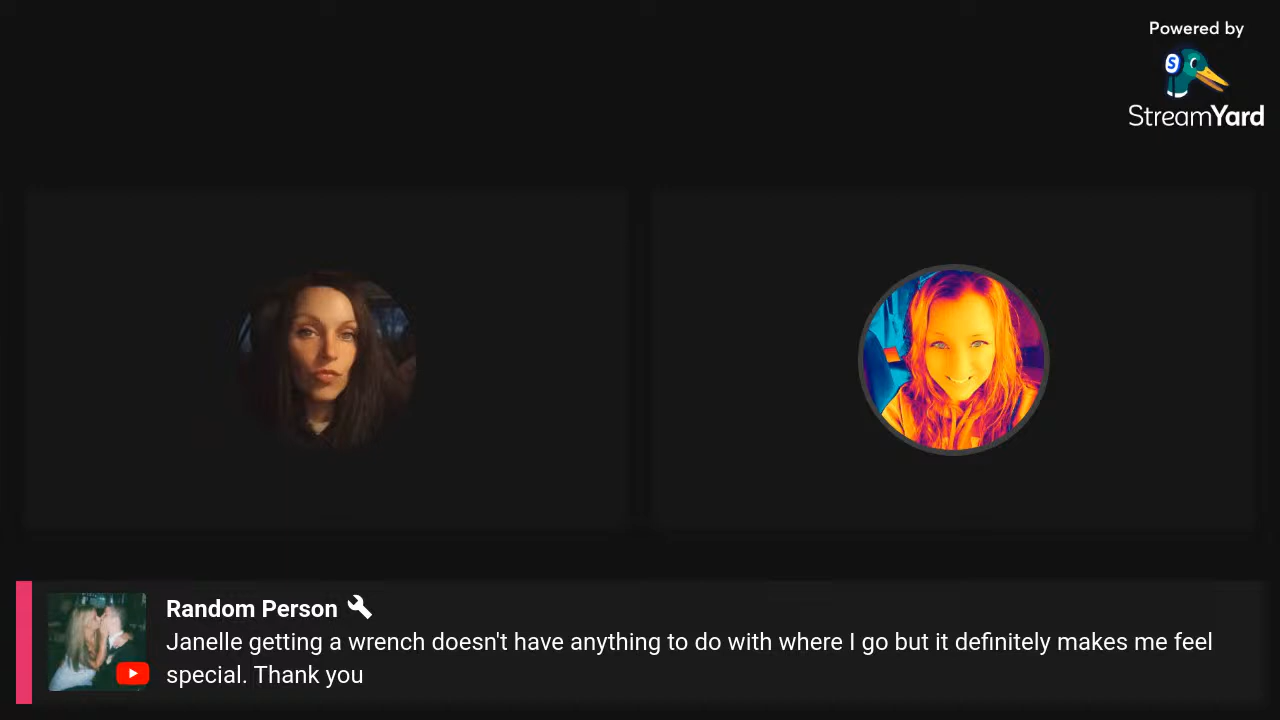 Powered by
StreamYard
Random Person
Janelle getting a wrench doesn't have anything to do with where I go but it definitely makes me feel
special. Thank you